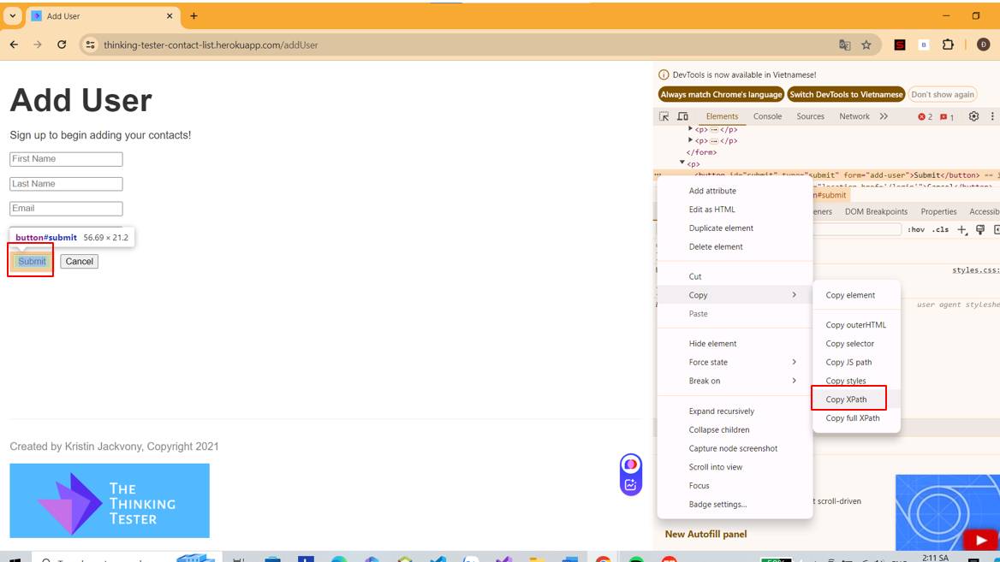 Add User
thinking-tester-contact-list.herokuapp.com/addUser
Đ
Add User
Sign up to begin adding your contacts!
First Name
Last Name
Email
button#submit 56.69 × 21.2
Submit
Cancel
Created by Kristin Jackvony, Copyright 2021
THE
THINKING
TESTER
DevTools is now available in Vietnamese!
Always match Chrome's language
Switch DevTools to Vietnamese
Don't show again
Elements
Console
Sources
Network
2
1
<p> ... </p>
<p> ... </p>
</form>
<p>
<button id="submit" type="submit" form="add-user">Submit</button> ==
="location.href='/login'">Cancel</button>
n#submit
eners
DOM Breakpoints
Properties
Accessib
:hov .cls
styles.css:
user agent styleshe
Add attribute
Edit as HTML
Duplicate element
Delete element
Cut
Copy
Paste
Hide element
Force state
Break on
Expand recursively
Collapse children
Capture node screenshot
Scroll into view
Focus
Badge settings...
Copy element
Copy outerHTML
Copy selector
Copy JS path
Copy styles
Copy XPath
Copy full XPath
t scroll-driven
New Autofill panel
2:11 SA